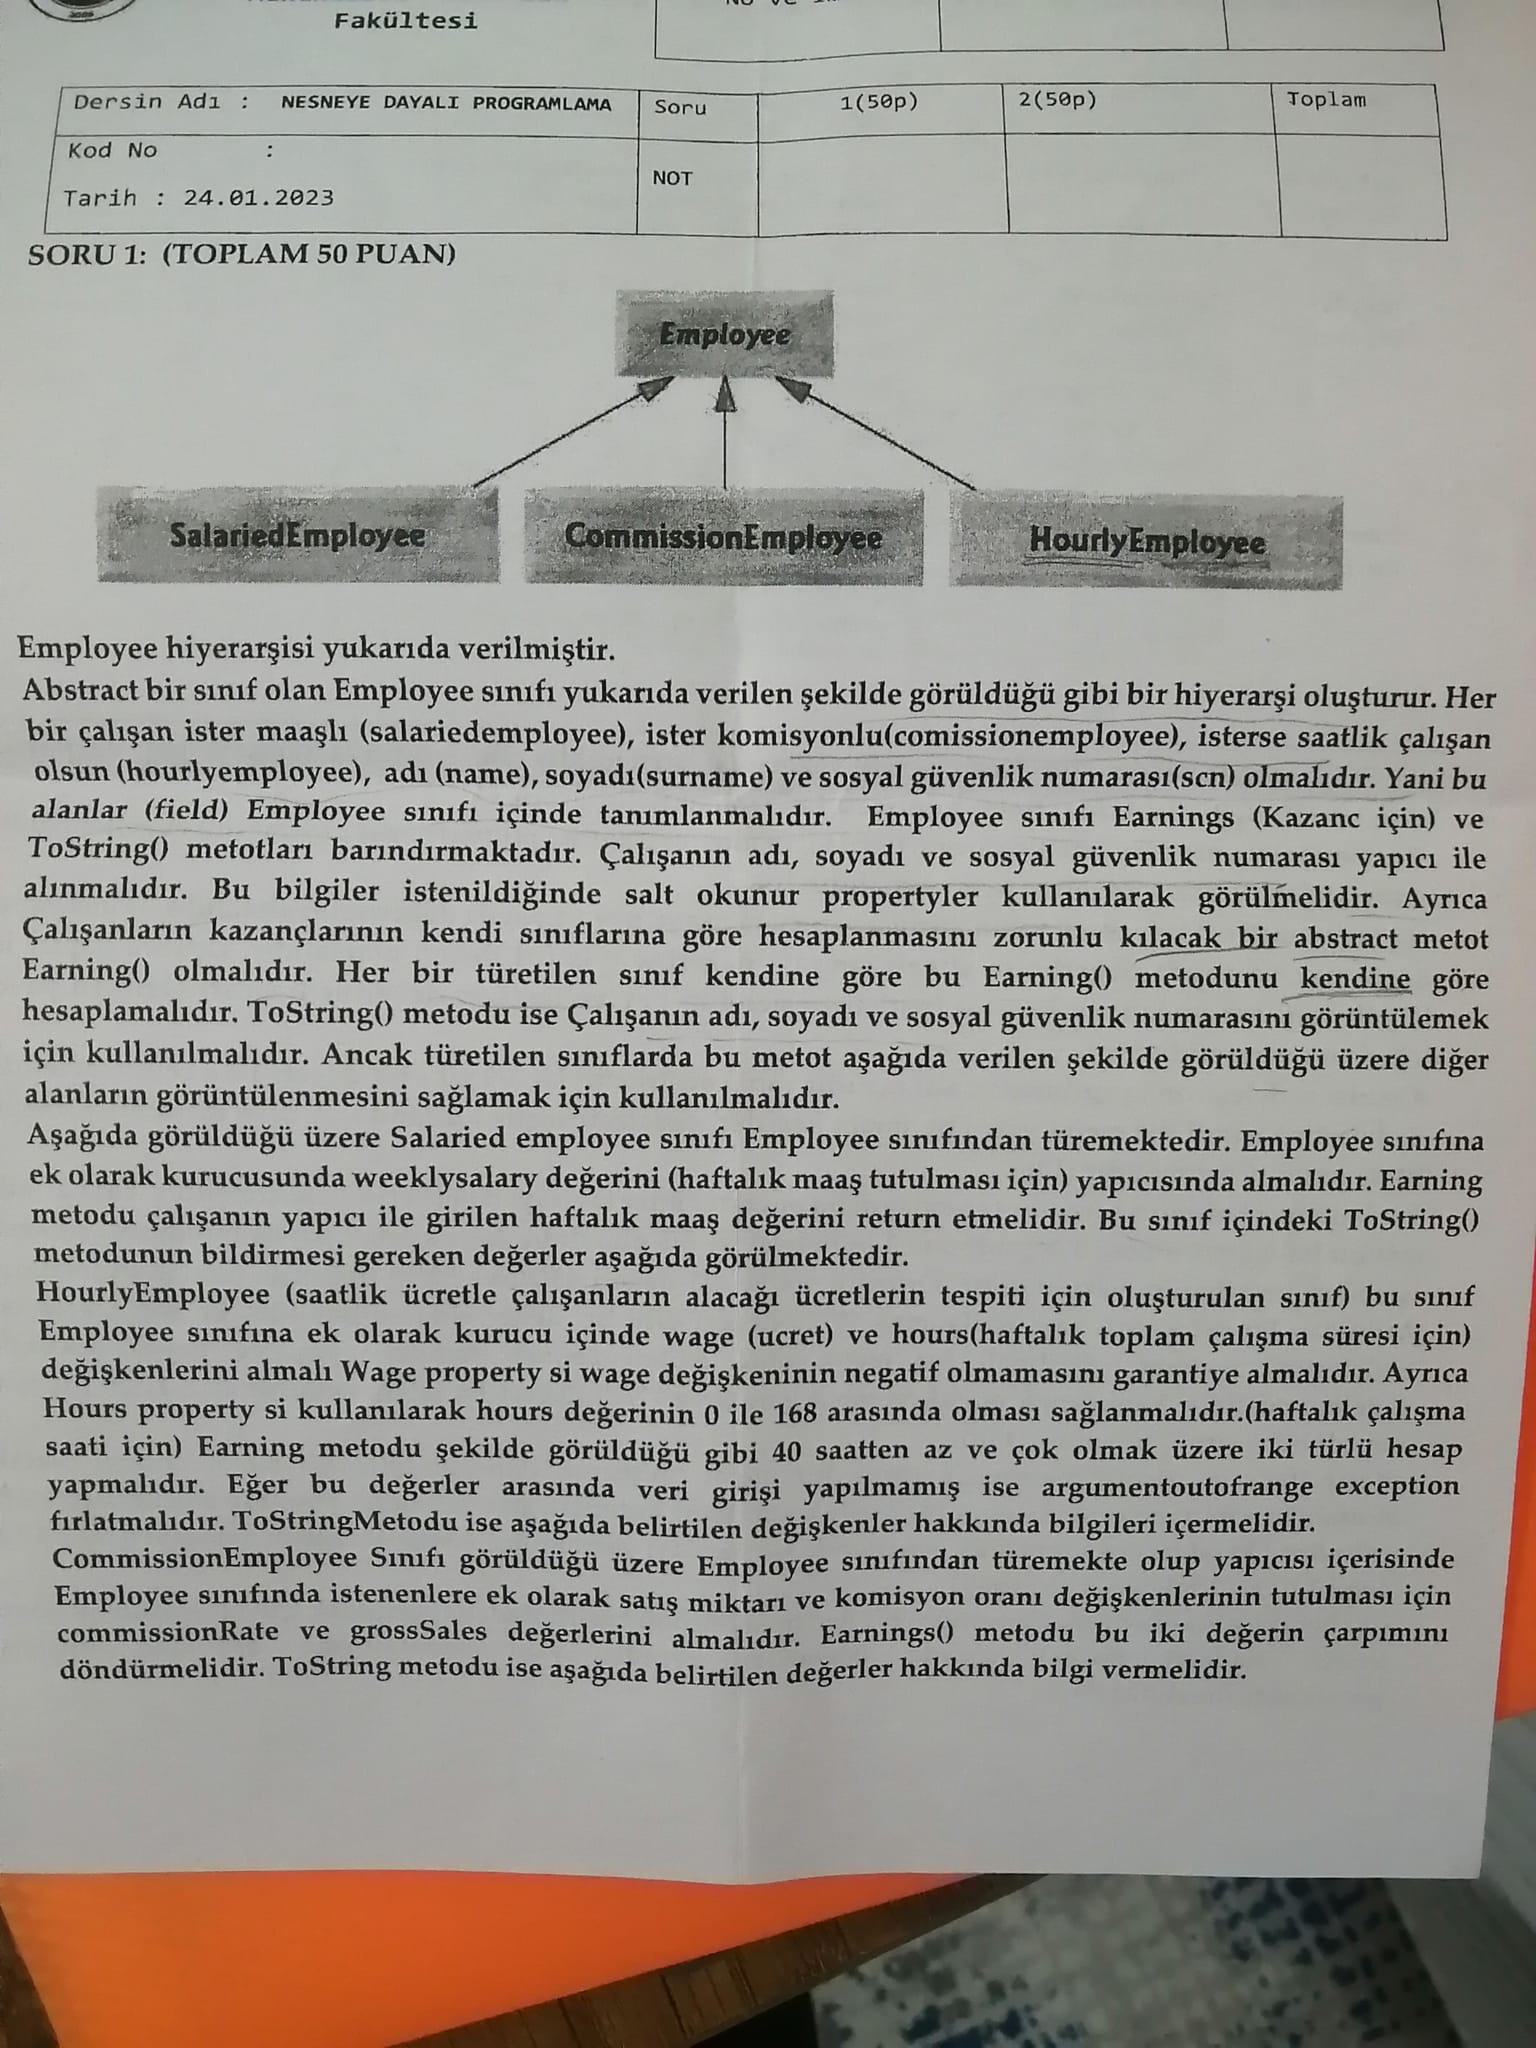 2009
Fakültesi
Dersin Adı : NESNEYE DAYALI PROGRAMLAMA
Soru
1(50p)
2(50p)
Toplam
Kod No :
NOT
Tarih : 24.01.2023
SORU 1: (TOPLAM 50 PUAN)
Employee
SalariedEmployee
CommissionEmployee
HourlyEmployee
Employee hiyerarşisi yukarıda verilmiştir.
Abstract bir sınıf olan Employee sınıfı yukarıda verilen şekilde görüldüğü gibi bir hiyerarşi oluşturur. Her
bir çalışan ister maaşlı (salariedemployee), ister komisyonlu(comissionemployee), isterse saatlik çalışan
olsun (hourlyemployee), adı (name), soyadı(surname) ve sosyal güvenlik numarası(scn) olmalıdır. Yani bu
alanlar (field) Employee sınıfı içinde tanımlanmalıdır. Employee sınıfı Earnings (Kazanc için) ve
ToString() metotları barındırmaktadır. Çalışanın adı, soyadı ve sosyal güvenlik numarası yapıcı ile
alınmalıdır. Bu bilgiler istenildiğinde salt okunur propertyler kullanılarak görülmelidir. Ayrıca
Çalışanların kazançlarının kendi sınıflarına göre hesaplanmasını zorunlu kılacak bir abstract metot
Earning() olmalıdır. Her bir türetilen sınıf kendine göre bu Earning() metodunu kendine göre
hesaplamalıdır. ToString() metodu ise Çalışanın adı, soyadı ve sosyal güvenlik numarasını görüntülemek
için kullanılmalıdır. Ancak türetilen sınıflarda bu metot aşağıda verilen şekilde görüldüğü üzere diğer
alanların görüntülenmesini sağlamak için kullanılmalıdır.
Aşağıda görüldüğü üzere Salaried employee sınıfı Employee sınıfından türemektedir. Employee sınıfına
ek olarak kurucusunda weeklysalary değerini (haftalık maaş tutulması için) yapıcısında almalıdır. Earning
metodu çalışanın yapıcı ile girilen haftalık maaş değerini return etmelidir. Bu sınıf içindeki ToString()
metodunun bildirmesi gereken değerler aşağıda görülmektedir.
HourlyEmployee (saatlik ücretle çalışanların alacağı ücretlerin tespiti için oluşturulan sınıf) bu sınıf
Employee sınıfına ek olarak kurucu içinde wage (ucret) ve hours(haftalık toplam çalışma süresi için)
değişkenlerini almalı Wage property si wage değişkeninin negatif olmamasını garantiye almalıdır. Ayrıca
Hours property si kullanılarak hours değerinin 0 ile 168 arasında olması sağlanmalıdır.(haftalık çalışma
saati için) Earning metodu şekilde görüldüğü gibi 40 saatten az ve çok olmak üzere iki türlü hesap
yapmalıdır. Eğer bu değerler arasında veri girişi yapılmamış ise argumentoutofrange exception
fırlatmalıdır. ToStringMetodu ise aşağıda belirtilen değişkenler hakkında bilgileri içermelidir.
CommissionEmployee Sınıfı görüldüğü üzere Employee sınıfından türemekte olup yapıcısı içerisinde
Employee sınıfında istenenlere ek olarak satış miktarı ve komisyon oranı değişkenlerinin tutulması için
commissionRate ve grossSales değerlerini almalıdır. Earnings() metodu bu iki değerin çarpımını
döndürmelidir. ToString metodu ise aşağıda belirtilen değerler hakkında bilgi vermelidir.